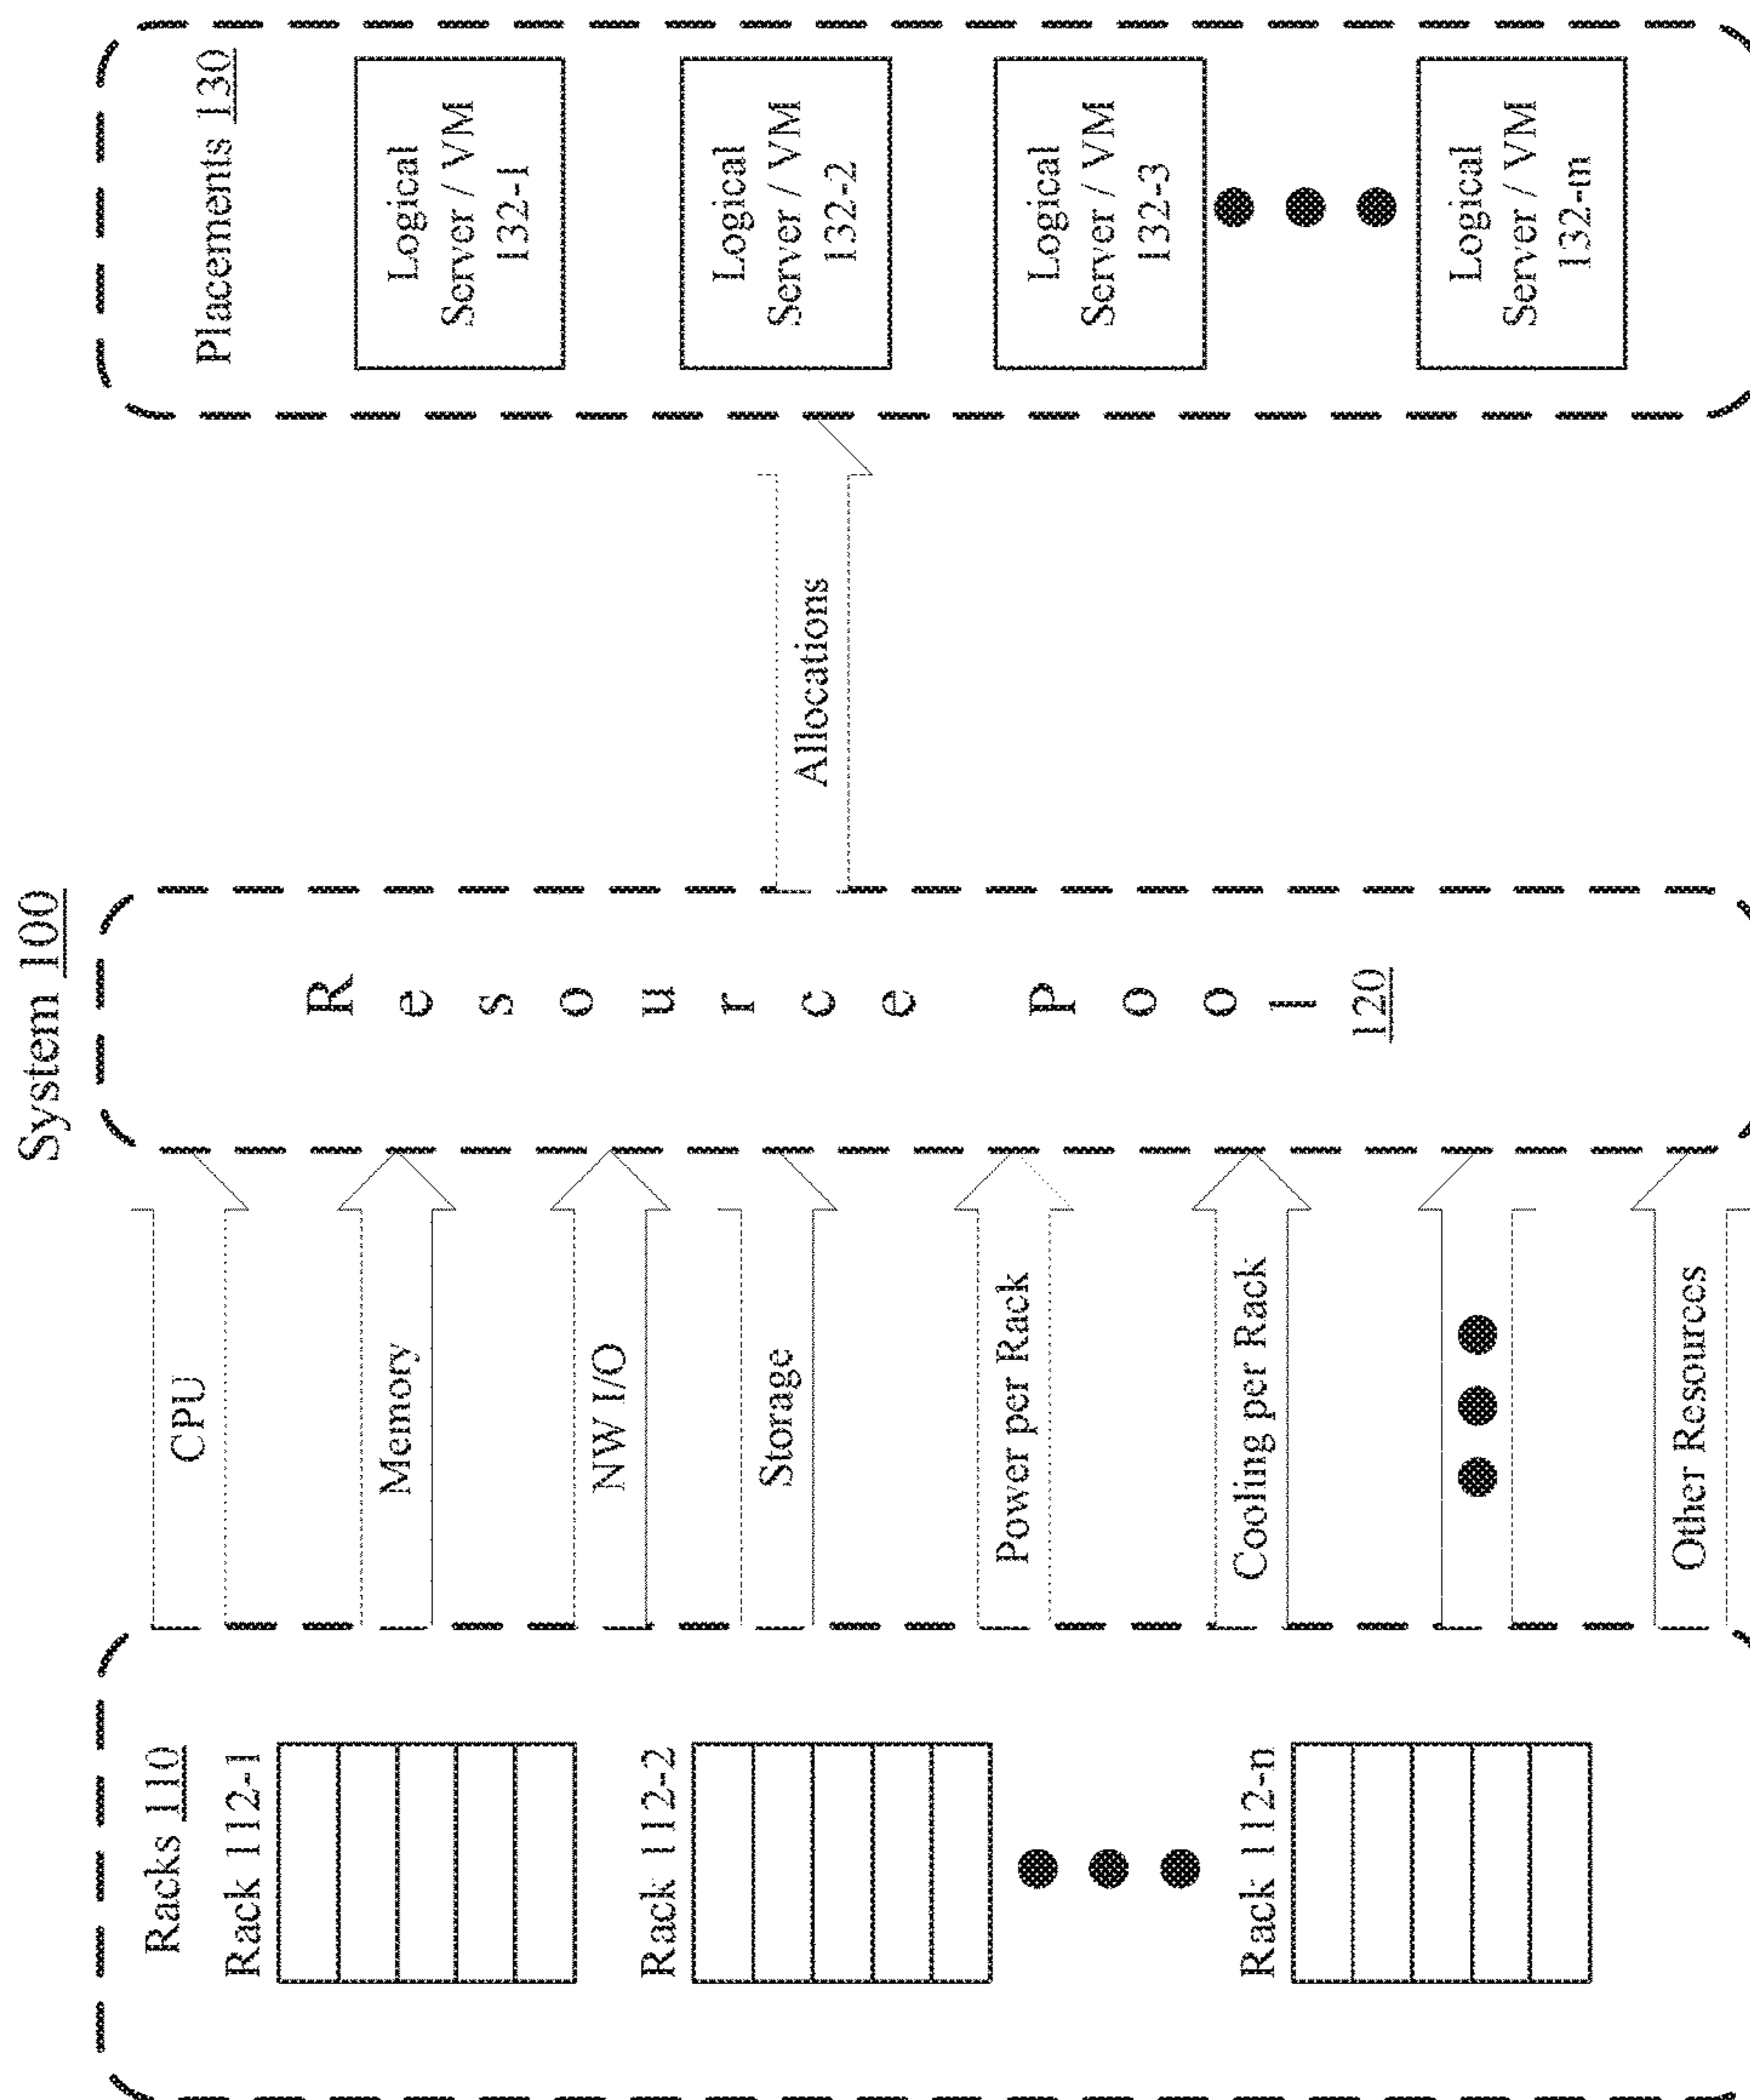 System 100
Racks 110
Rack 112-1
Rack 112-2
Rack 112-n
CPU
Memory
NW I/O
Storage
Power per Rack
Cooling per Rack
Other Resources
Resource Pool
120
Allocations
Placements 130
Logical
Server / VM
132-1
Logical
Server / VM
132-2
Logical
Server / VM
132-3
Logical
Server / VM
132-m